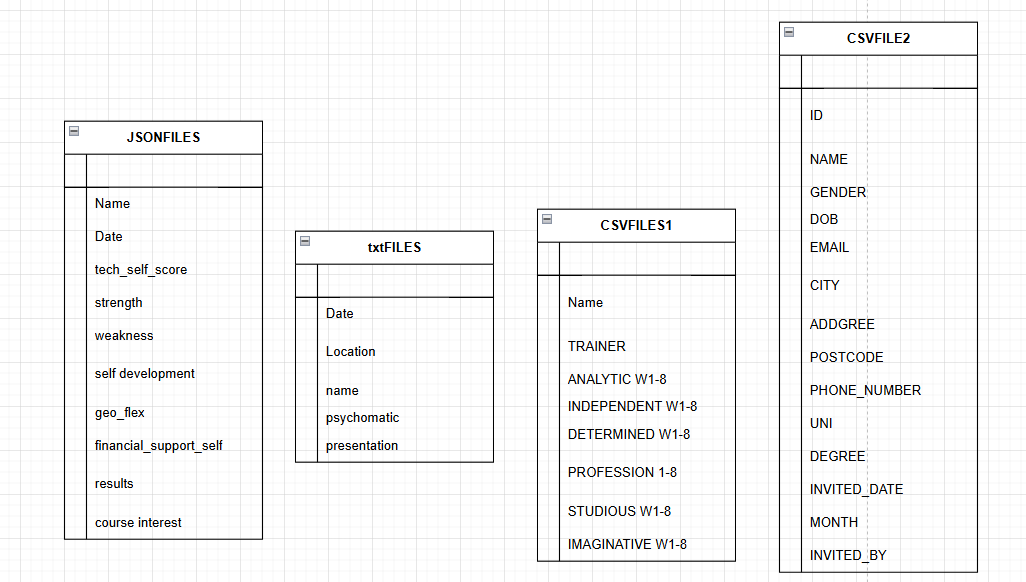 JSONFILES
Name
Date
tech_self_score
strength
weakness
self development
geo_flex
financial_support_self
results
course interest
txtFILES
Date
Location
name
psychomatic
presentation
CSVFILES1
Name
TRAINER
ANALYTIC W1-8
INDEPENDENT W1-8
DETERMINED W1-8
PROFESSION 1-8
STUDIOUS W1-8
IMAGINATIVE W1-8
CSVFILE2
ID
NAME
GENDER
DOB
EMAIL
CITY
ADDGREE
POSTCODE
PHONE_NUMBER
UNI
DEGREE
INVITED_DATE
MONTH
INVITED_BY